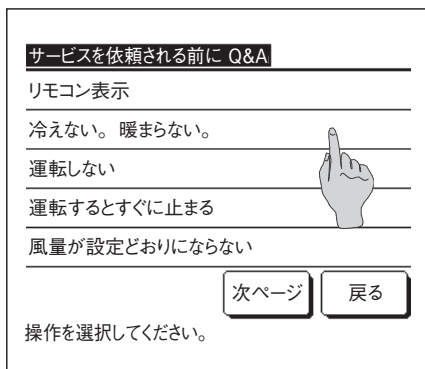 サービスを依頼される前に Q&A
リモコン表示
冷えない。暖まらない。
運転しない
運転するとすぐに止まる
風量が設定どおりにならない
次ページ 戻る
操作を選択してください。